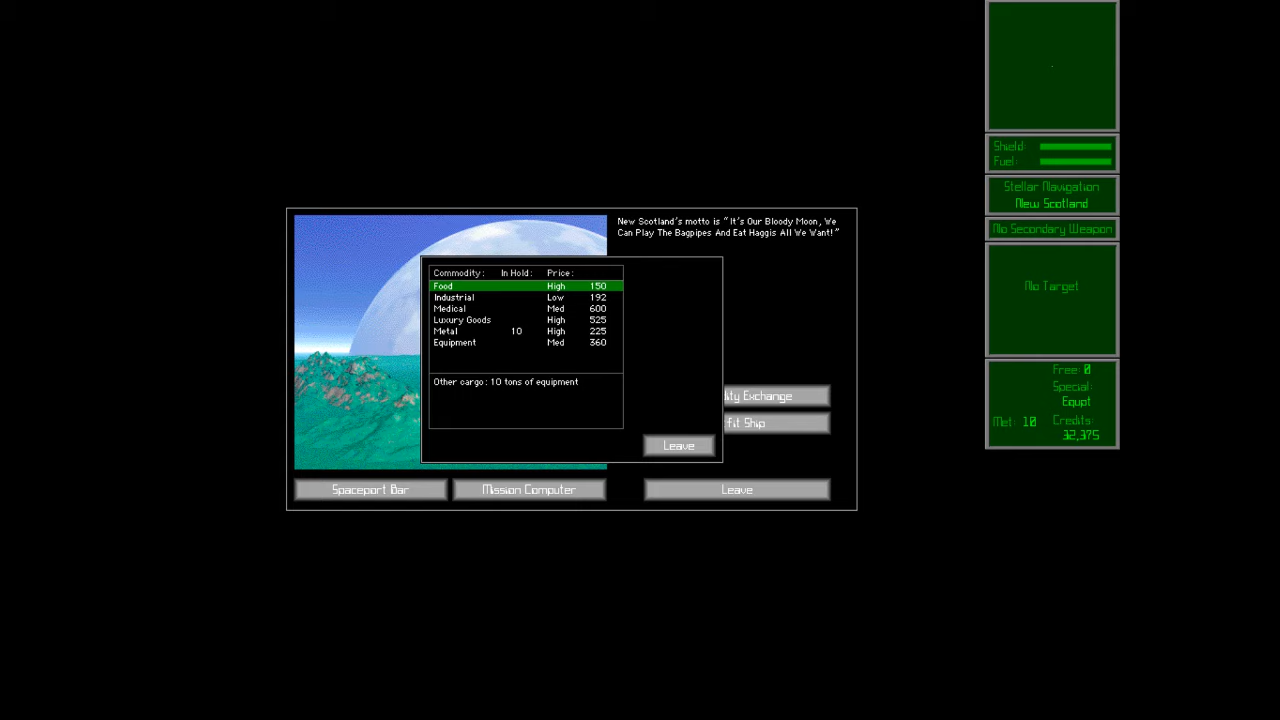 New Scotland's motto is "It's Our Bloody Moon, We
Can Play The Bagpipes And Eat Haggis All We Want!"
Commodity: In Hold: Price:
Food High 150
Industrial Low 192
Medical Med 600
Luxury Goods High 525
Metal 10 High 225
Equipment Med 360
Other cargo: 10 tons of equipment
Leave
ity Exchange
fit Ship
Spaceport Bar
Mission Computer
Leave
Shield:
Fuel:
Stellar Navigation
New Scotland
No Secondary Weapon
No Target
Free: 0
Special:
Equpt
Met: 10
Credits:
32,375